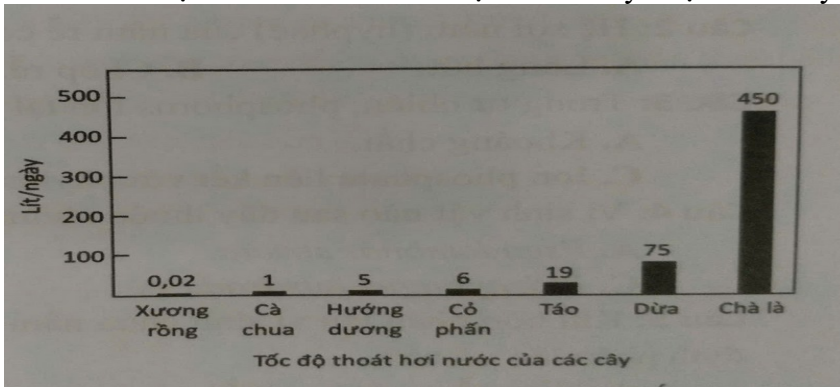 Lít/ngày
500
400
300
200
100
0,02 1 5 6 19 75 450
Xương rồng
Cà chua
Hướng dương
Cỏ phấn
Táo
Dừa
Chà là
Tốc độ thoát hơi nước của các cây